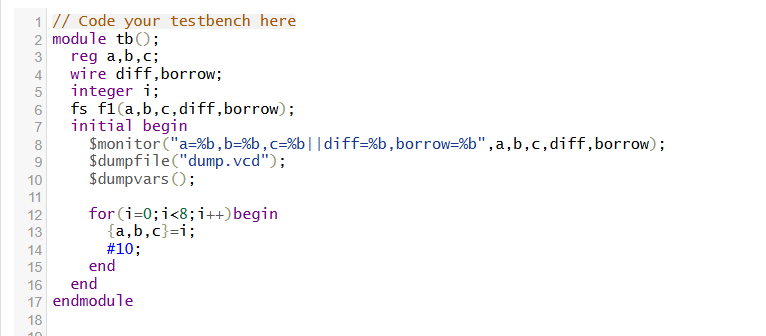 1 // Code your testbench here
2 module tb();
3   reg a,b,c;
4   wire diff,borrow;
5   integer i;
6   fs f1(a,b,c,diff,borrow);
7   initial begin
8     $monitor("a=%b,b=%b,c=%b||diff=%b,borrow=%b",a,b,c,diff,borrow);
9     $dumpfile("dump.vcd");
10     $dumpvars();
11
12     for(i=0;i<8;i++)begin
13       {a,b,c}=i;
14       #10;
15     end
16   end
17 endmodule
18